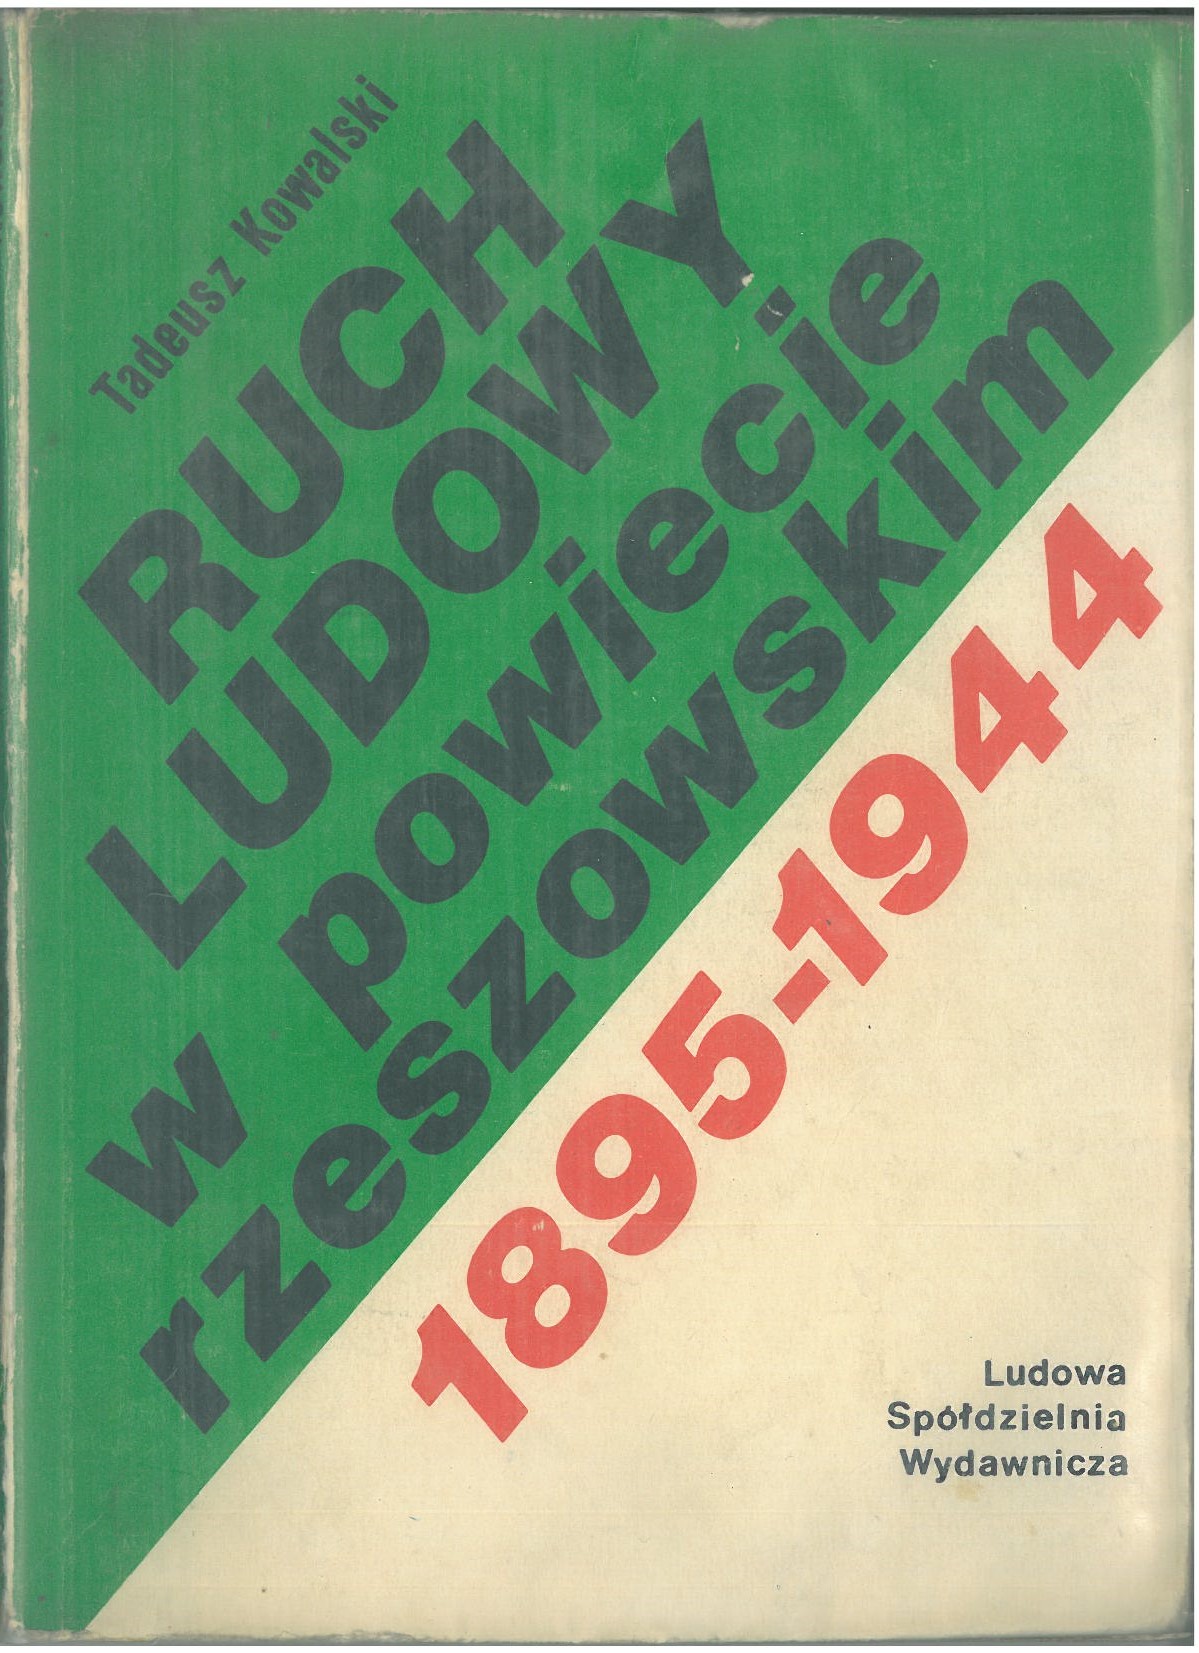 Tadeusz Kowalski
RUCH
LUDOWY
w powiecie
rzeszowskim
1895-1944
Ludowa
Spółdzielnia
Wydawnicza